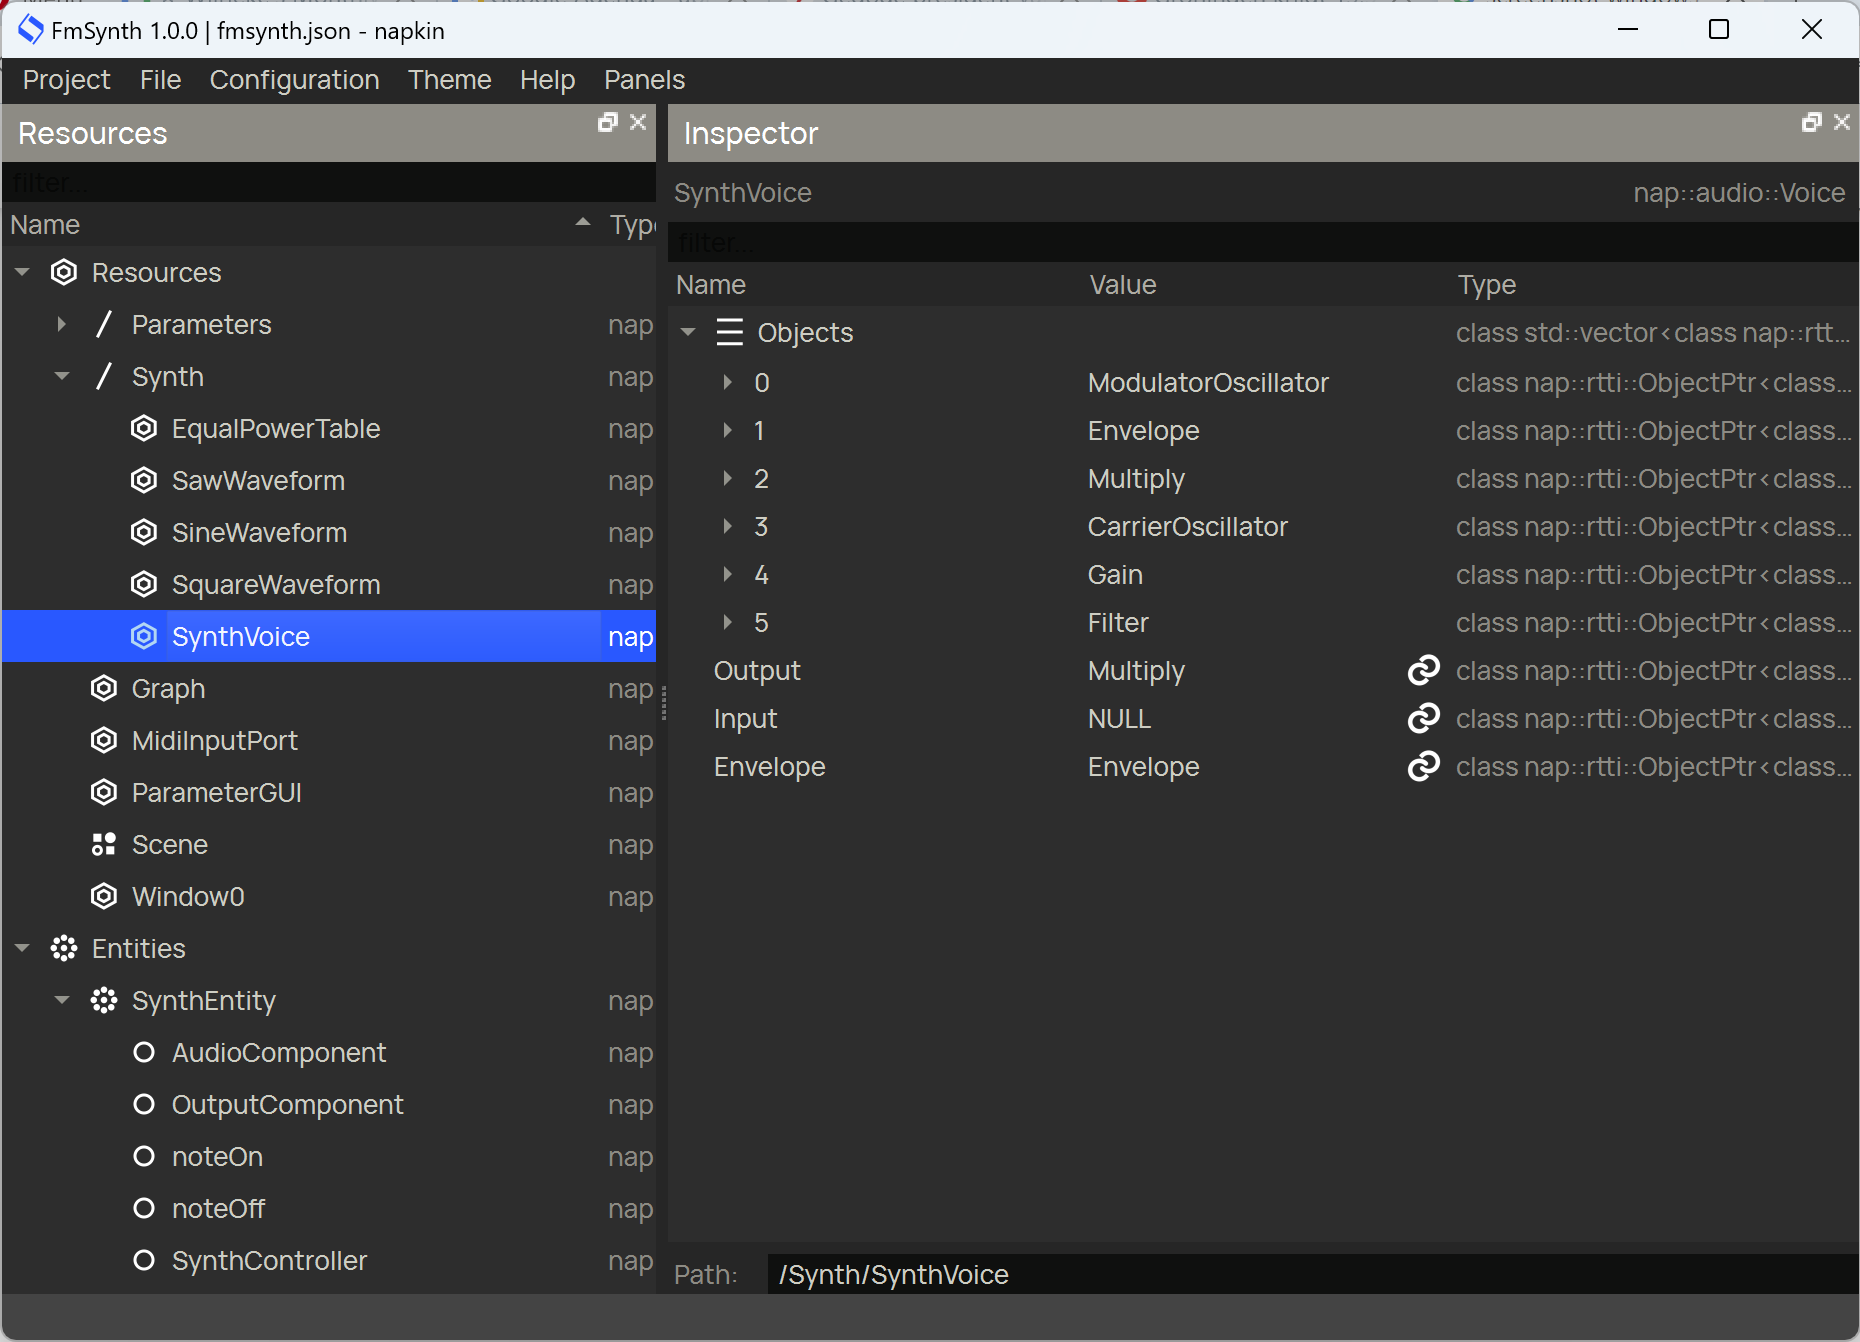 FmSynth 1.0.0 | fmsynth.json - napkin
Project File Configuration Theme Help Panels
Resources
filter...
Name Type
Resources
Parameters nap
Synth nap
EqualPowerTable nap
SawWaveform nap
SineWaveform nap
SquareWaveform nap
SynthVoice nap
Graph nap
MidiInputPort nap
ParameterGUI nap
Scene nap
Window0 nap
Entities
SynthEntity nap
AudioComponent nap
OutputComponent nap
noteOn nap
noteOff nap
SynthController nap
Inspector
SynthVoice nap::audio::Voice
filter...
Name Value Type
Objects class std::vector<class nap::rtt...
0 ModulatorOscillator class nap::rtti::ObjectPtr<class...
1 Envelope class nap::rtti::ObjectPtr<class...
2 Multiply class nap::rtti::ObjectPtr<class...
3 CarrierOscillator class nap::rtti::ObjectPtr<class...
4 Gain class nap::rtti::ObjectPtr<class...
5 Filter class nap::rtti::ObjectPtr<class...
Output Multiply class nap::rtti::ObjectPtr<class...
Input NULL class nap::rtti::ObjectPtr<class...
Envelope Envelope class nap::rtti::ObjectPtr<class...
Path: /Synth/SynthVoice